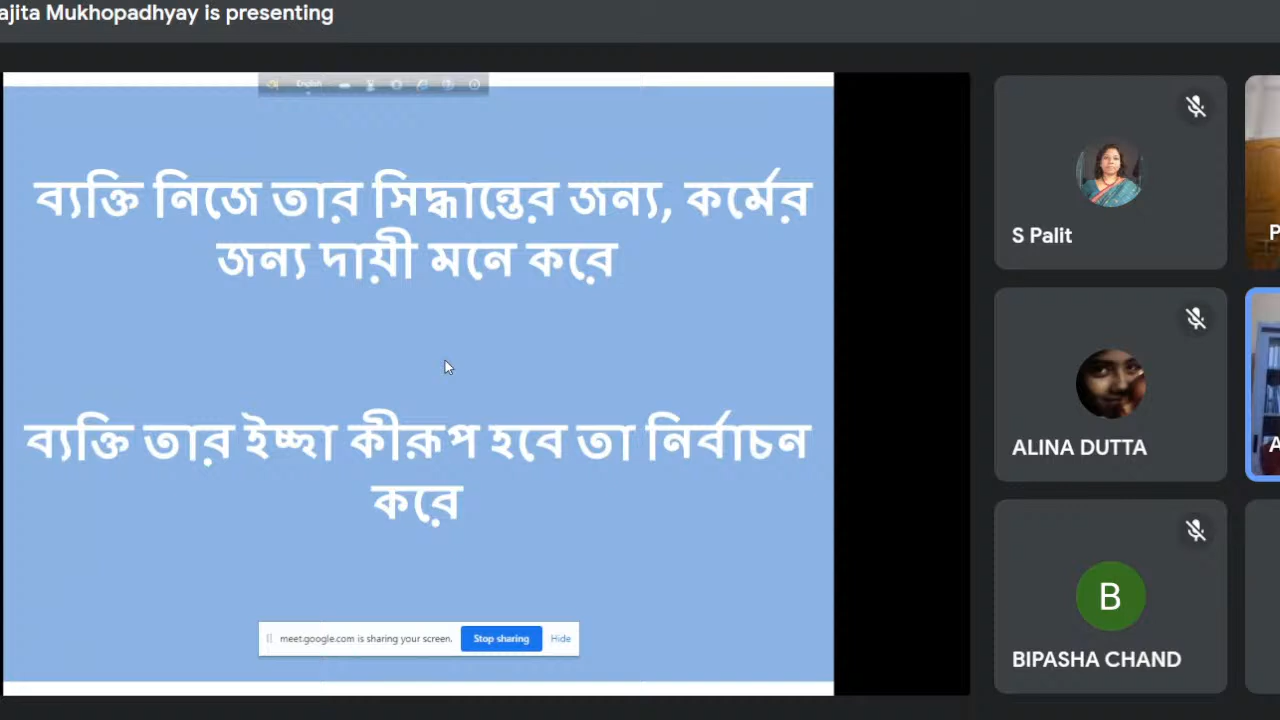 ajita Mukhopadhyay is presenting
English
ব্যক্তি নিজে তার সিদ্ধান্তের জন্য, কর্মের
জন্য দায়ী মনে করে
ব্যক্তি তার ইচ্ছা কীরূপ হবে তা নির্বাচন
করে
meet.google.com is sharing your screen. Stop sharing Hide
S Palit
ALINA DUTTA
B
BIPASHA CHAND
P
A